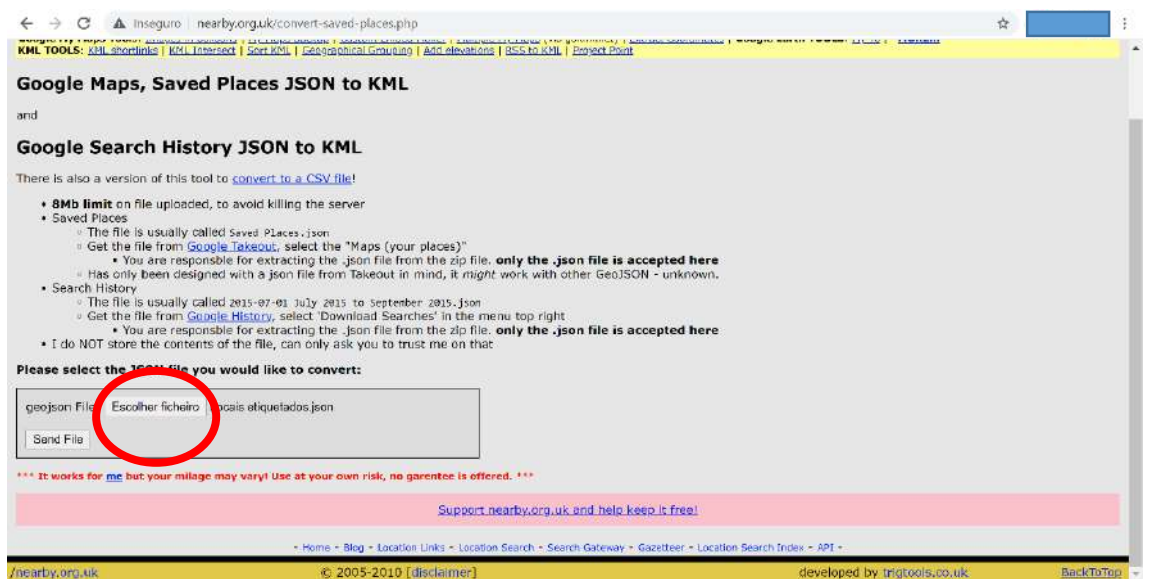 Inseguro nearby.org.uk/convert-saved-places.php
KML TOOLS: KML shortlinks | KML Intersect | Sort KML | Geographical Grouping | Add elevations | RSS to KML | Project Point
Google Maps, Saved Places JSON to KML
and
Google Search History JSON to KML
There is also a version of this tool to convert to a CSV file!
• 8Mb limit on file uploaded, to avoid killing the server
• Saved Places
◦ The file is usually called Saved Places.json
◦ Get the file from Google Takeout, select the "Maps (your places)"
▪ You are responsble for extracting the .json file from the zip file. only the .json file is accepted here
◦ Has only been designed with a json file from Takeout in mind, it might work with other GeoJSON - unknown.
• Search History
◦ The file is usually called 2015-07-01 July 2015 to September 2015.json
◦ Get the file from Google History, select 'Download Searches' in the menu top right
▪ You are responsble for extracting the .json file from the zip file. only the .json file is accepted here
• I do NOT store the contents of the file, can only ask you to trust me on that
Please select the JSON file you would like to convert:
geojson File Escolher ficheiro Locais etiquetados.json
Send File
*** It works for me but your milage may vary! Use at your own risk, no garentee is offered. ***
Support nearby.org.uk and help keep it free!
- Home - Blog - Location Links - Location Search - Search Gateway - Gazetteer - Location Search Index - API -
/nearby.org.uk © 2005-2010 [disclaimer] developed by trigtools.co.uk BackToTop